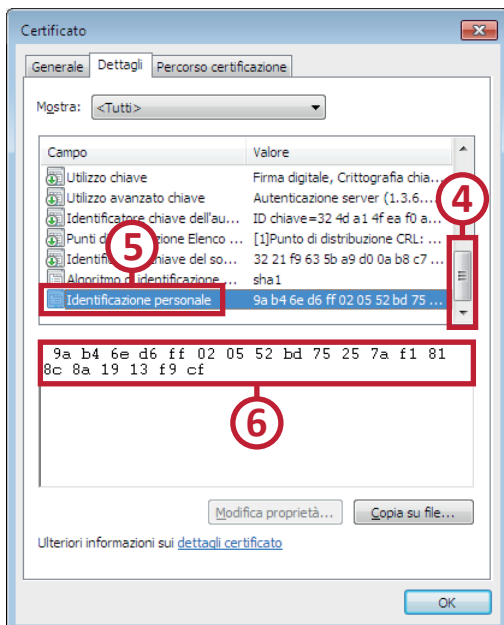 Certificato
Generale Dettagli Percorso certificazione
Mostra: <Tutti>
Campo Valore
Utilizzo chiave Firma digitale, Crittografia chia...
Utilizzo avanzato chiave Autenticazione server (1.3.6....
Identificatore chiave dell'au... ID chiave=32 4d a1 4f ea f0 a...
4
Punti di zione Elenco ... [1]Punto di distribuzione CRL: ...
5
Identifi chiave del so... 32 21 f9 63 5b a9 d0 0a b8 c7 ...
Algoritmo di identificazione ... sha1
Identificazione personale 9a b4 6e d6 ff 02 05 52 bd 75 ...
9a b4 6e d6 ff 02 05 52 bd 75 25 7a f1 81
8c 8a 19 13 f9 cf
6
Modifica proprietà... Copia su file...
Ulteriori informazioni sui dettagli certificato
OK